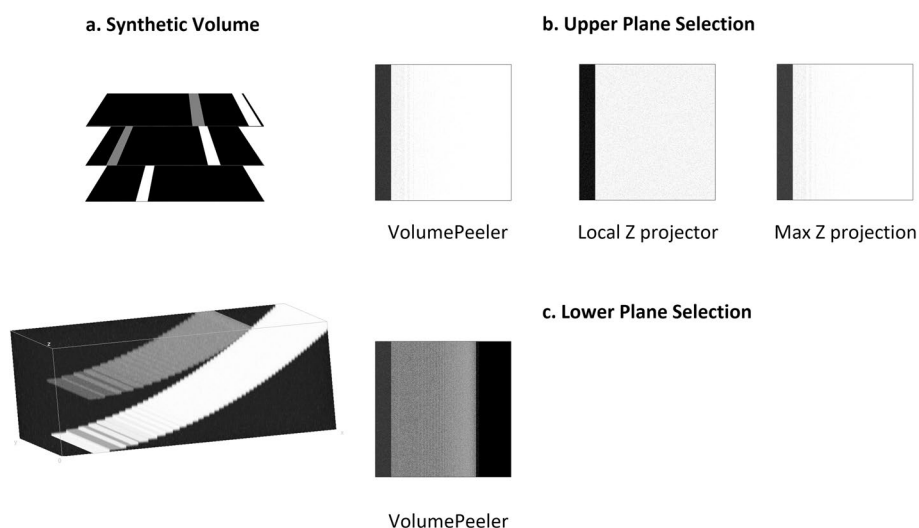 a. Synthetic Volume
b. Upper Plane Selection
VolumePeeler
Local Z projector
Max Z projection
c. Lower Plane Selection
z
VolumePeeler